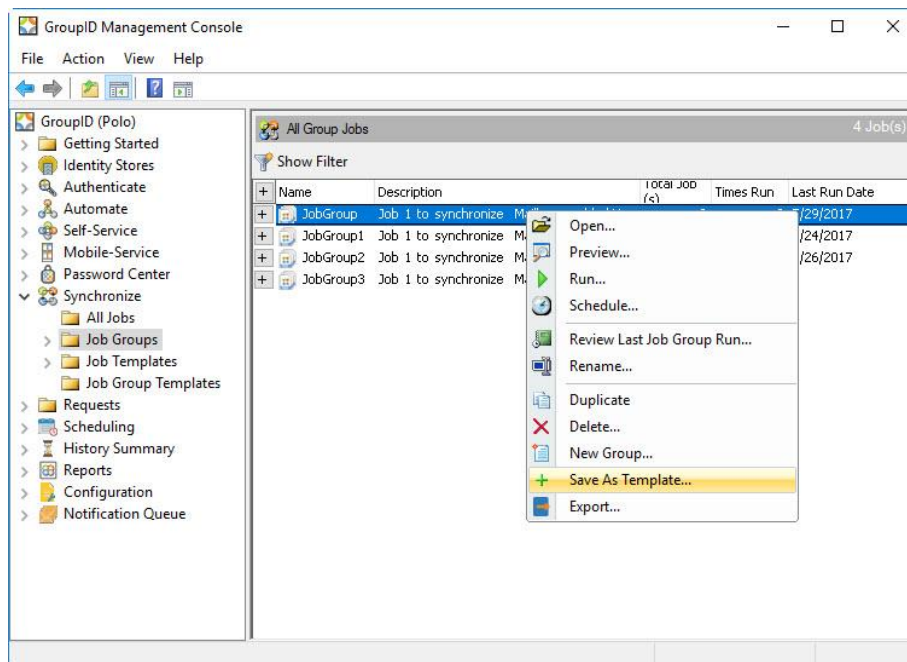 GroupID Management Console
File Action View Help
GroupID (Polo)
Getting Started
Identity Stores
Authenticate
Automate
Self-Service
Mobile-Service
Password Center
Synchronize
All Jobs
Job Groups
Job Templates
Job Group Templates
Requests
Scheduling
History Summary
Reports
Configuration
Notification Queue
All Group Jobs 4 Job(s)
Show Filter
Name Description Total Job (s) Times Run Last Run Date
JobGroup Job 1 to synchronize /29/2017
JobGroup1 Job 1 to synchronize /24/2017
JobGroup2 Job 1 to synchronize /26/2017
JobGroup3 Job 1 to synchronize
Open...
Preview...
Run...
Schedule...
Review Last Job Group Run...
Rename...
Duplicate
Delete...
New Group...
Save As Template...
Export...